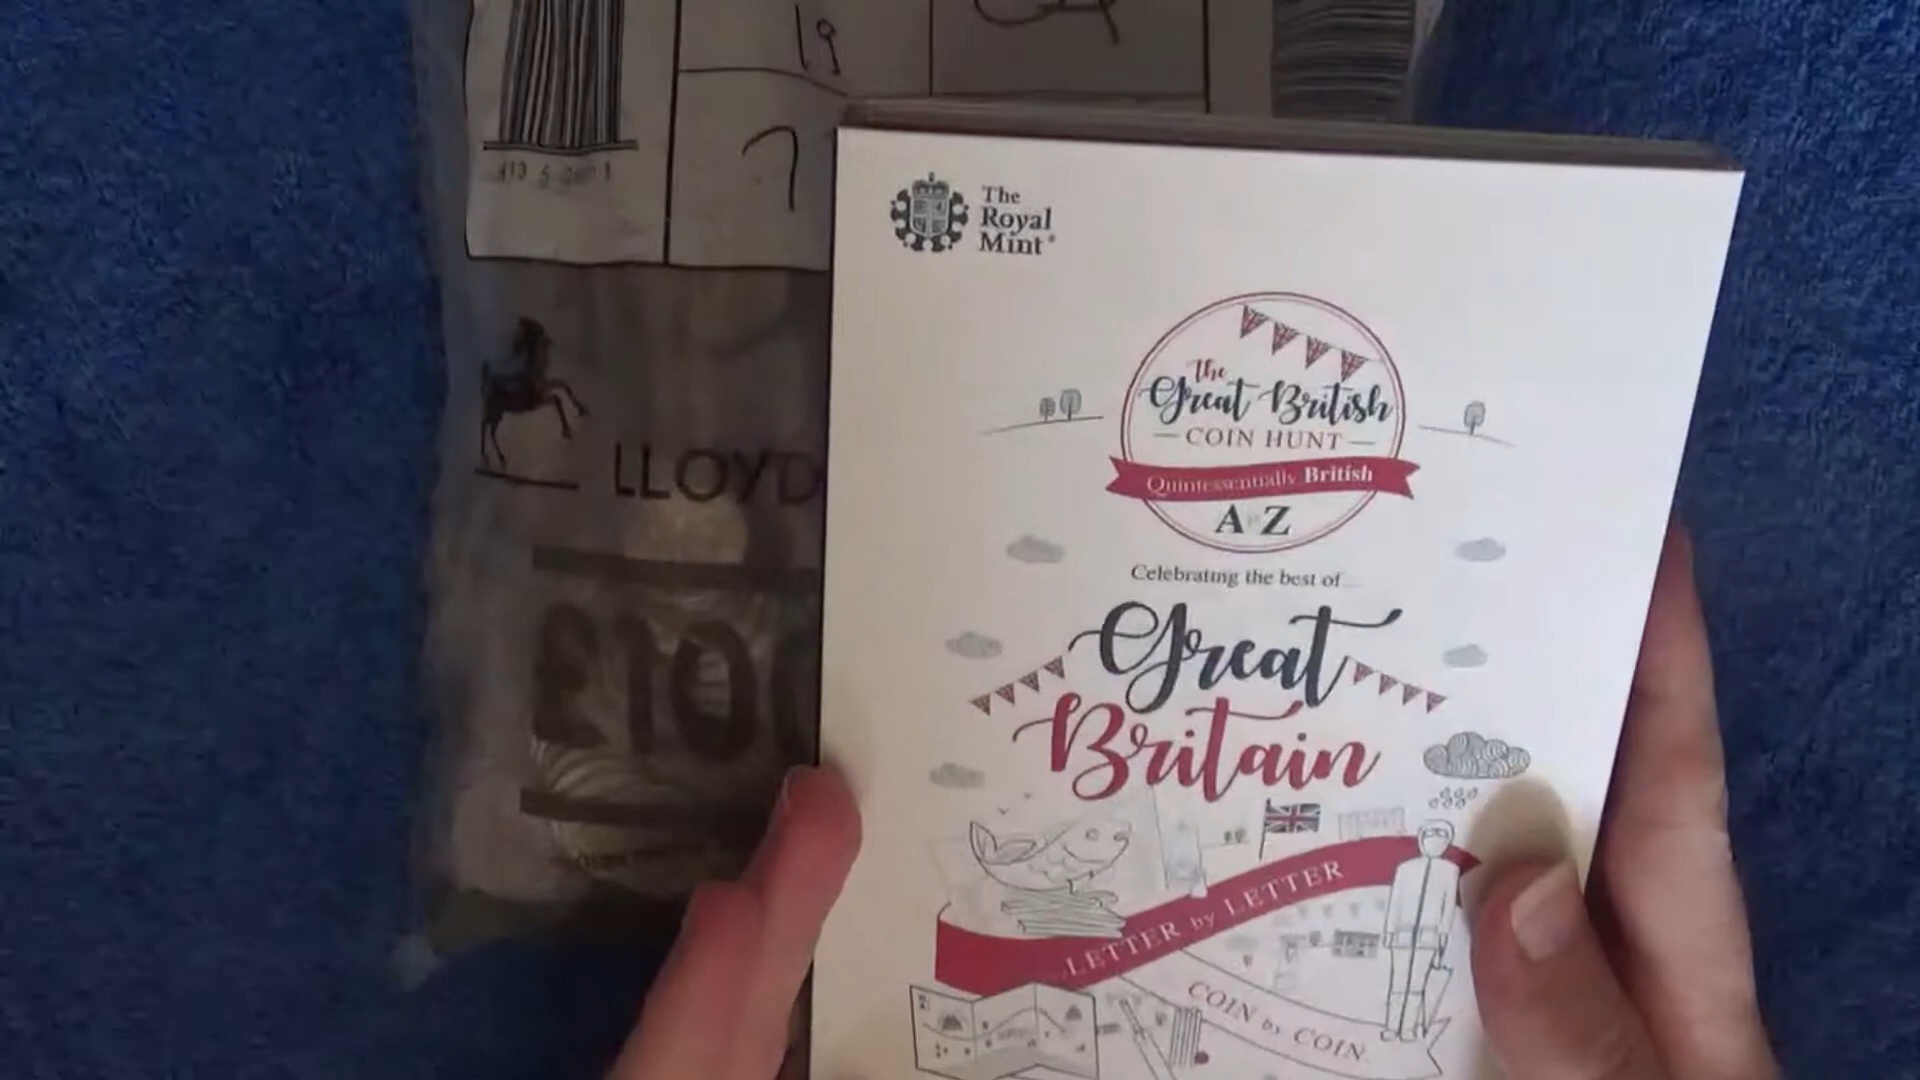 19
7
The
Royal
Mint
The
Great British
COIN HUNT
Quintessentially British
A to Z
Celebrating the best of
Great
Britain
LETTER by LETTER
COIN by COIN
LLOYD
£10